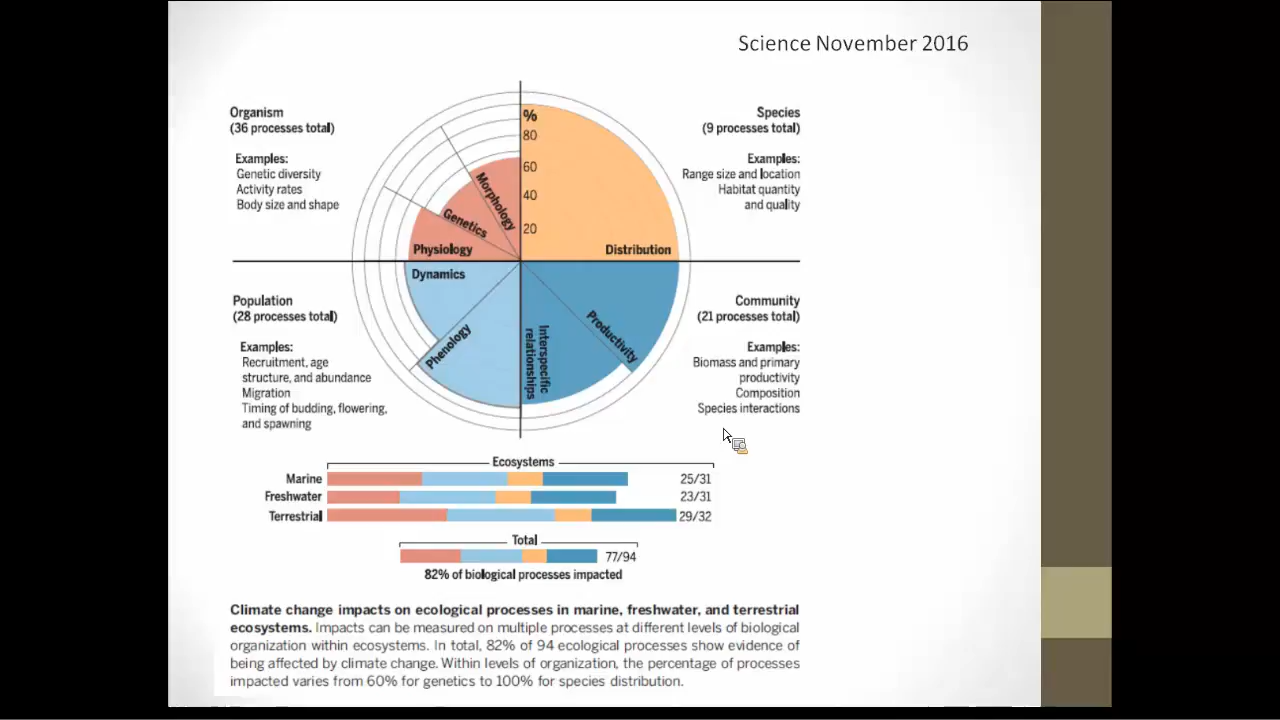 Science November 2016
Organism
(36 processes total)
Examples:
Genetic diversity
Activity rates
Body size and shape
Species
(9 processes total)
Examples:
Range size and location
Habitat quantity
and quality
%
80
60
40
20
Morphology
Genetics
Physiology
Distribution
Dynamics
Phenology
Interspecific
relationships
Productivity
Population
(28 processes total)
Examples:
Recruitment, age
structure, and abundance
Migration
Timing of budding, flowering,
and spawning
Community
(21 processes total)
Examples:
Biomass and primary
productivity
Composition
Species interactions
Ecosystems
Marine 25/31
Freshwater 23/31
Terrestrial 29/32
Total
77/94
82% of biological processes impacted
Climate change impacts on ecological processes in marine, freshwater, and terrestrial
ecosystems. Impacts can be measured on multiple processes at different levels of biological
organization within ecosystems. In total, 82% of 94 ecological processes show evidence of
being affected by climate change. Within levels of organization, the percentage of processes
impacted varies from 60% for genetics to 100% for species distribution.